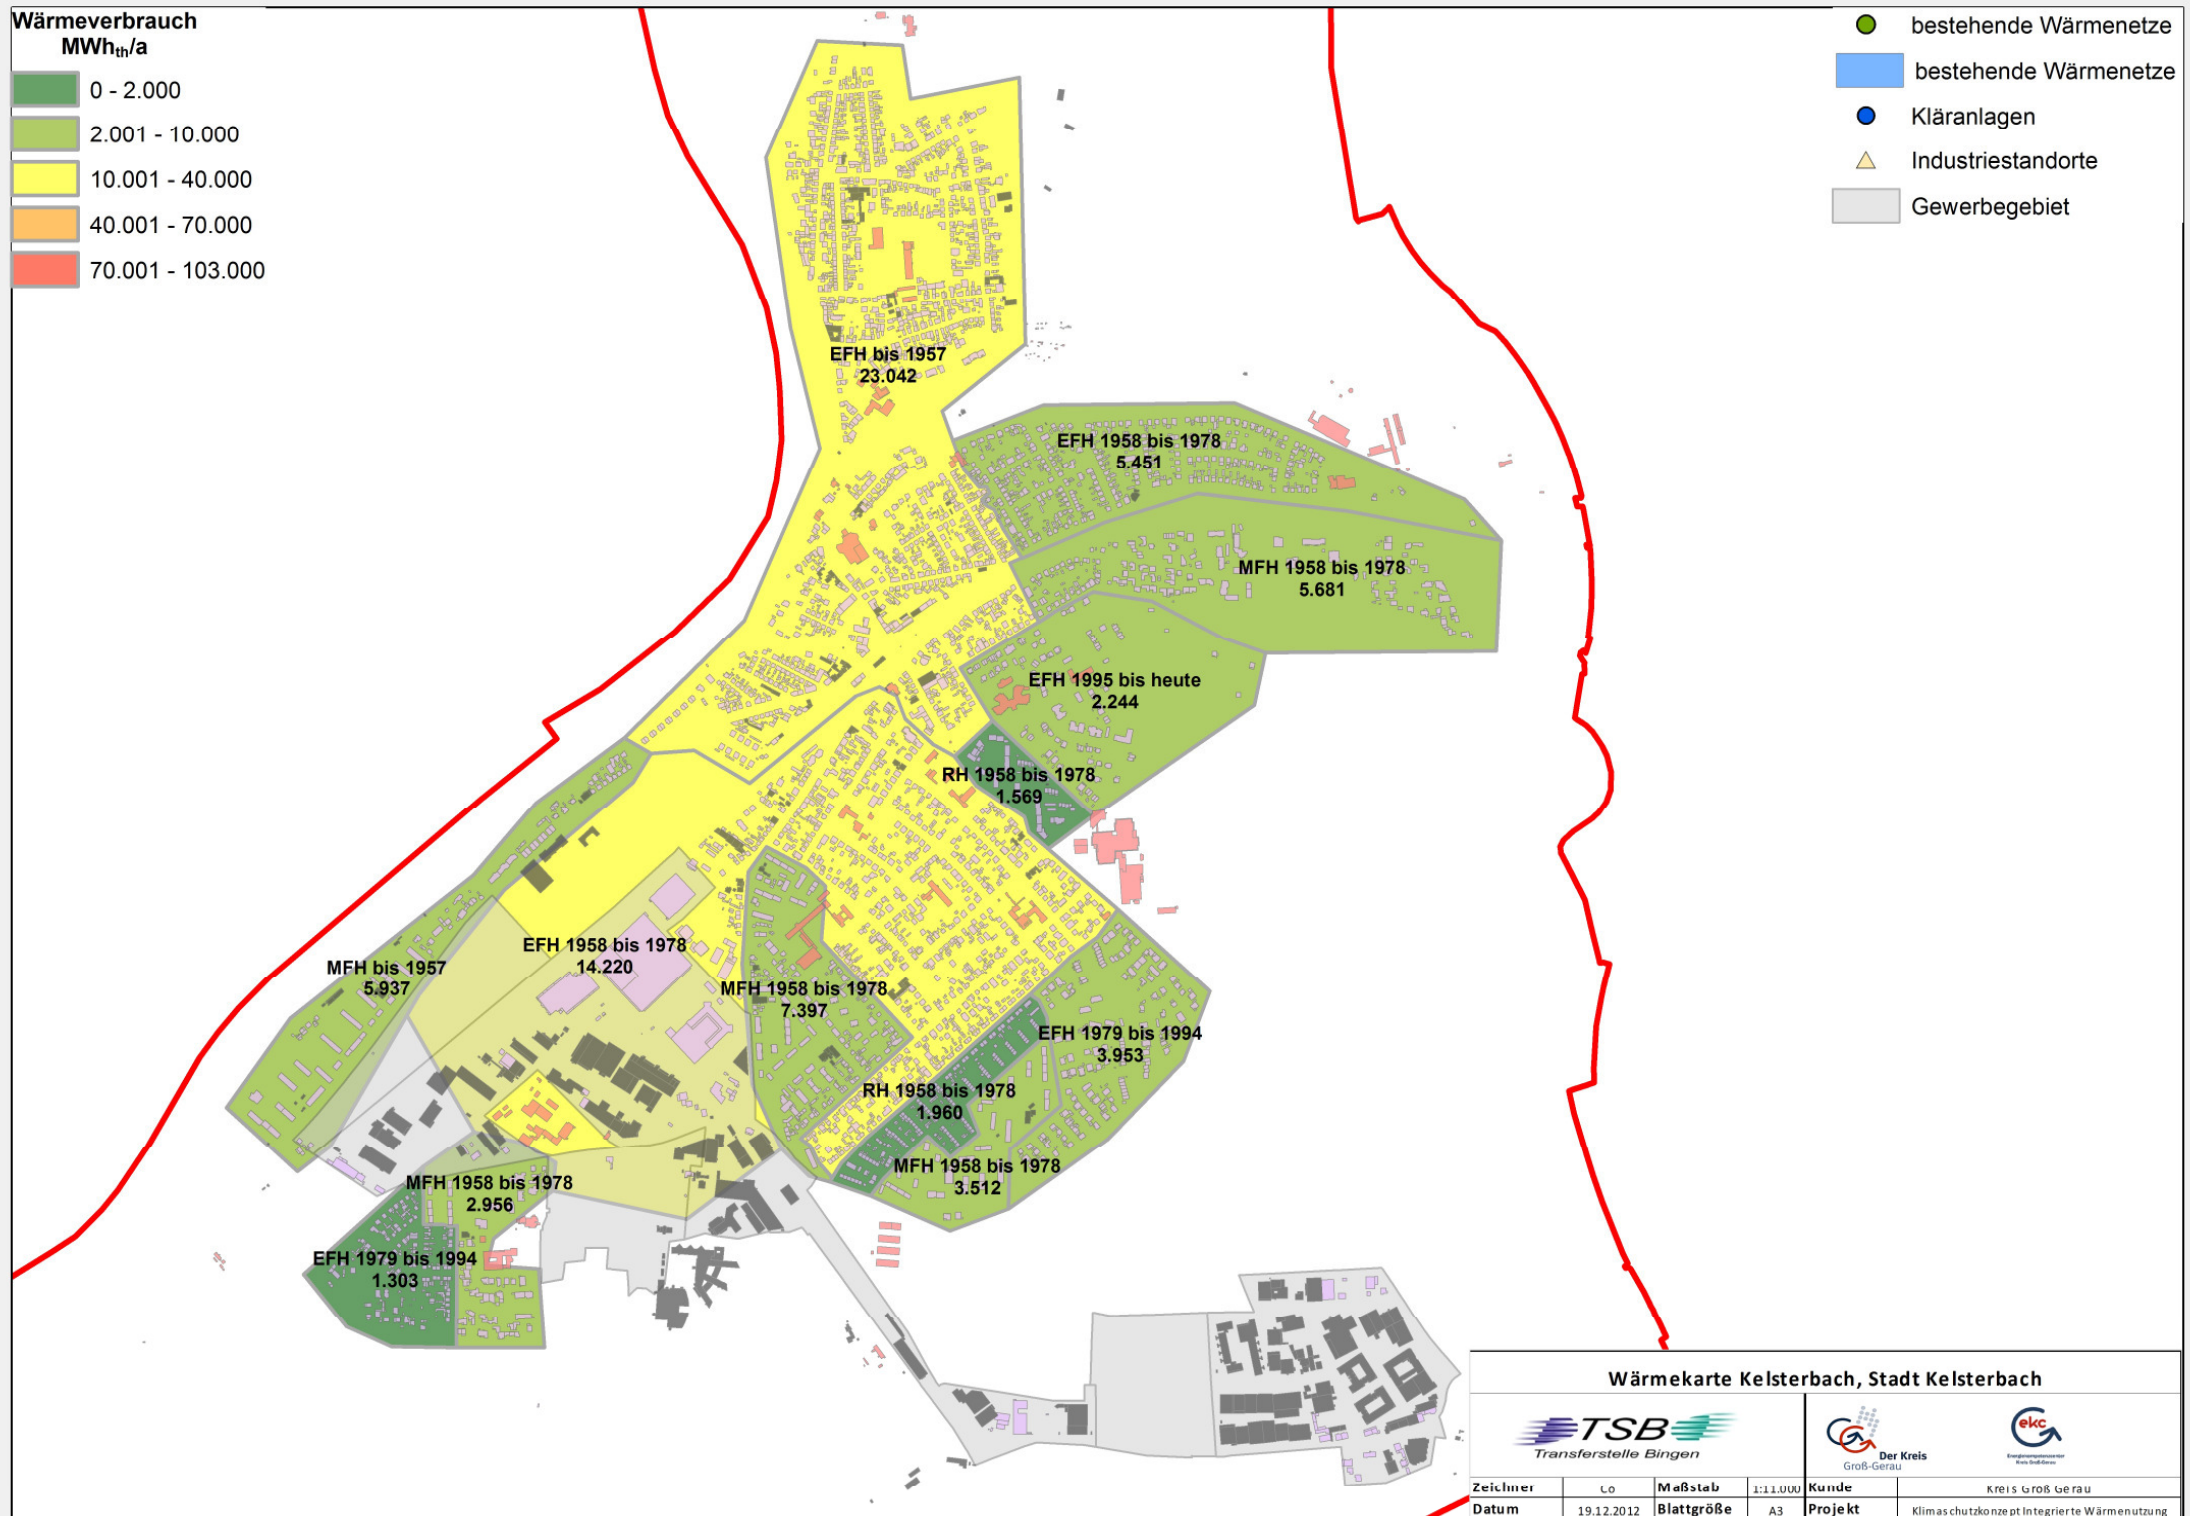 Wärmeverbrauch
MWhth/a
0 - 2.000
2.001 - 10.000
10.001 - 40.000
40.001 - 70.000
70.001 - 103.000
bestehende Wärmenetze
bestehende Wärmenetze
Kläranlagen
Industriestandorte
Gewerbegebiet
EFH bis 1957
23.042
EFH 1958 bis 1978
5.451
MFH 1958 bis 1978
5.681
EFH 1995 bis heute
2.244
RH 1958 bis 1978
1.569
EFH 1958 bis 1978
14.220
MFH bis 1957
5.937
MFH 1958 bis 1978
7.397
EFH 1979 bis 1994
3.953
RH 1958 bis 1978
1.960
MFH 1958 bis 1978
3.512
MFH 1958 bis 1978
2.956
EFH 1979 bis 1994
1.303
Wärmekarte Kelsterbach, Stadt Kelsterbach
TSB
Transferstelle Bingen
Der Kreis
Groß-Gerau
ekc
Energiekompetenzcenter
Kreis Groß-Gerau
Zeichner Co Maßstab 1:11.000 Kunde Kreis Groß Gerau
Datum 19.12.2012 Blattgröße A3 Projekt Klimaschutzkonzept Integrierte Wärmenutzung